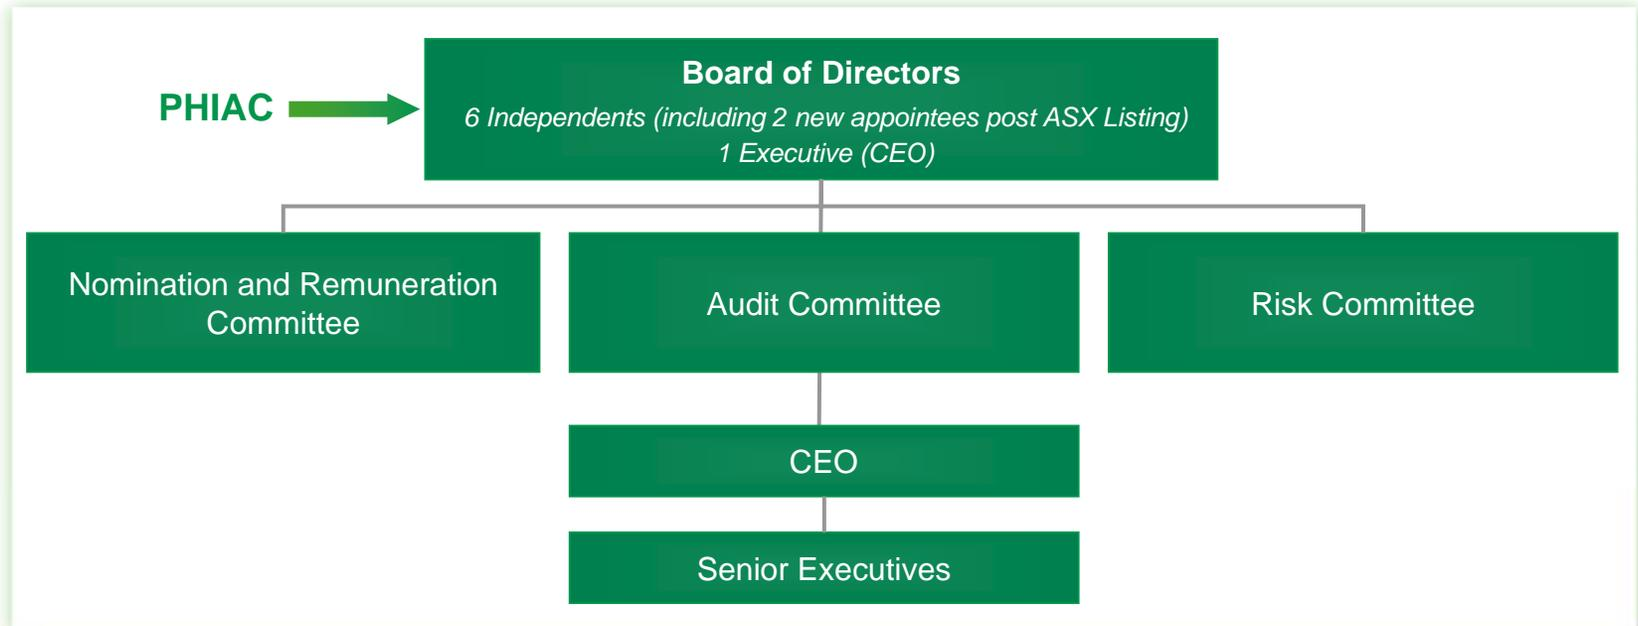 Board of Directors
PHIAC
6 Independents (including 2 new appointees post ASX Listing)
1 Executive (CEO)
Nomination and Remuneration
Committee
Audit Committee
Risk Committee
CEO
Senior Executives